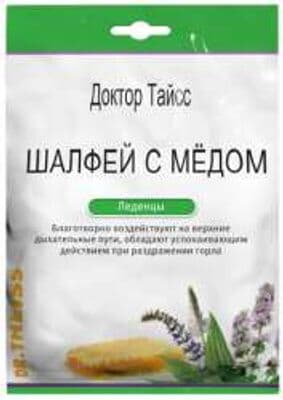 Доктор Тайсс
ШАЛФЕЙ С МЁДОМ
Леденцы
Благотворно воздействуют на верхние
дыхательные пути, обладают успокаивающим
действием при раздражении горла
DR. THEISS